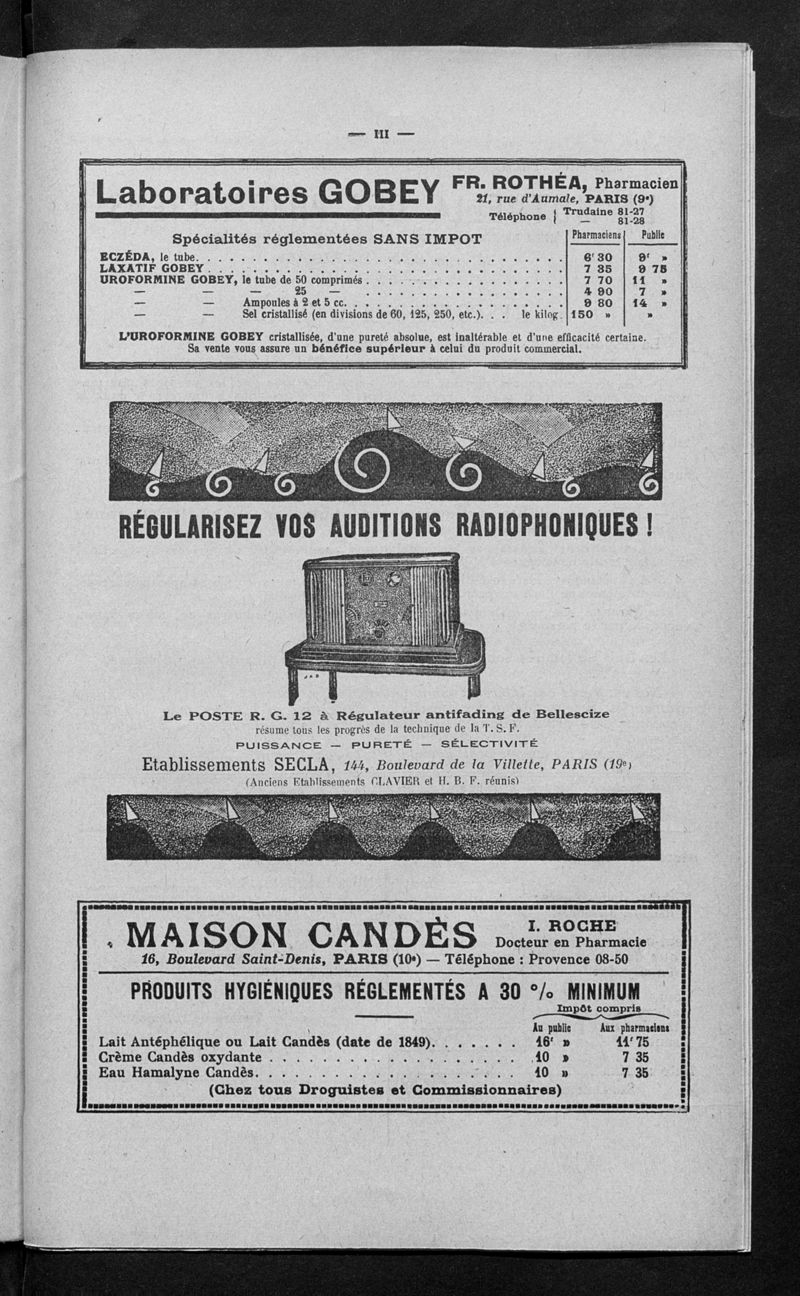 — III —
Laboratoires GOBEY
FR. ROTHÉA, Pharmacien
21, rue d'Aumale, PARIS (9e)
Téléphone { Trudaine 81-27
— 81-28
Spécialités réglementées SANS IMPOT
Pharmaciens Public
ECZÉDA, le tube. . . . . 6f 30 9f »
LAXATIF GOBEY . . . . . 7 35 9 75
UROFORMINE GOBEY, le tube de 50 comprimés . . . . . 7 70 11 »
— — — 25 — . . . . . 4 90 7 »
— — Ampoules à 2 et 5 cc. . . . . 9 80 14 »
— — Sel cristallisé (en divisions de 60, 125, 250, etc.). . . le kilog. 150 » »
L'UROFORMINE GOBEY cristallisée, d'une pureté absolue, est inaltérable et d'une efficacité certaine.
Sa vente vous assure un bénéfice supérieur à celui du produit commercial.
RÉGULARISEZ VOS AUDITIONS RADIOPHONIQUES !
Le POSTE R. G. 12 à Régulateur antifading de Bellescize
résume tous les progrès de la technique de la T. S. F.
PUISSANCE — PURETÉ — SÉLECTIVITÉ
Etablissements SECLA, 144, Boulevard de la Villette, PARIS (19e)
(Anciens Etablissements CLAVIER et H. B. F. réunis)
MAISON CANDÈS
I. ROCHE
Docteur en Pharmacie
16, Boulevard Saint-Denis, PARIS (10e) — Téléphone : Provence 08-50
PRODUITS HYGIÉNIQUES RÉGLEMENTÉS A 30 % MINIMUM
Impôt compris
Au public Aux pharmaciens
Lait Antéphélique ou Lait Candès (date de 1849). . . . . 16f » 11f 75
Crème Candès oxydante . . . . . 10 » 7 35
Eau Hamalyne Candès. . . . . 10 » 7 35
(Chez tous Droguistes et Commissionnaires)